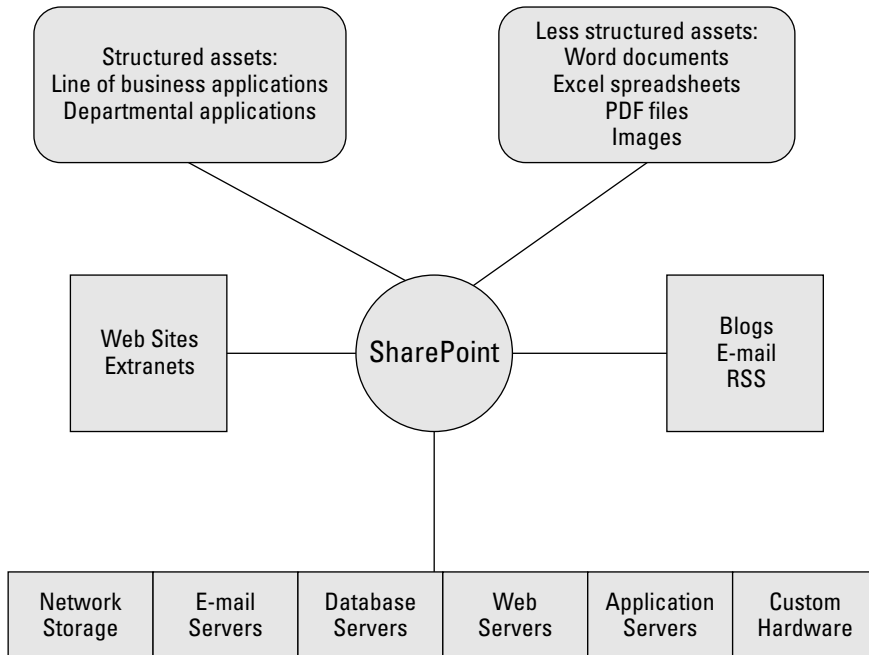 Structured assets:
Line of business applications
Departmental applications
Less structured assets:
Word documents
Excel spreadsheets
PDF files
Images
Web Sites
Extranets
SharePoint
Blogs
E-mail
RSS
Network
Storage
E-mail
Servers
Database
Servers
Web
Servers
Application
Servers
Custom
Hardware